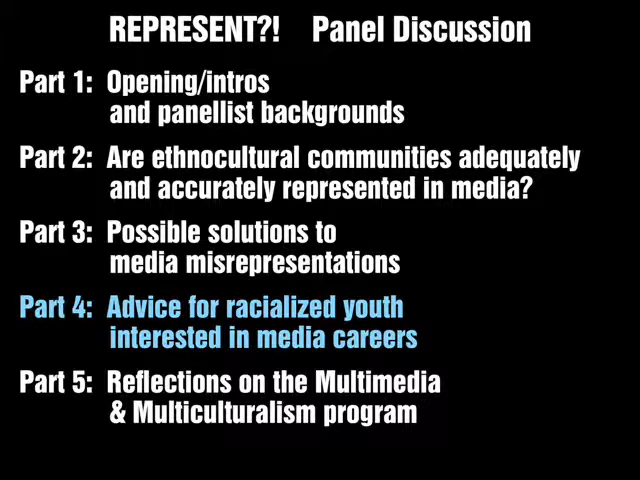 REPRESENT?! Panel Discussion
Part 1: Opening/intros
and panellist backgrounds
Part 2: Are ethnocultural communities adequately
and accurately represented in media?
Part 3: Possible solutions to
media misrepresentations
Part 4: Advice for racialized youth
interested in media careers
Part 5: Reflections on the Multimedia
& Multiculturalism program